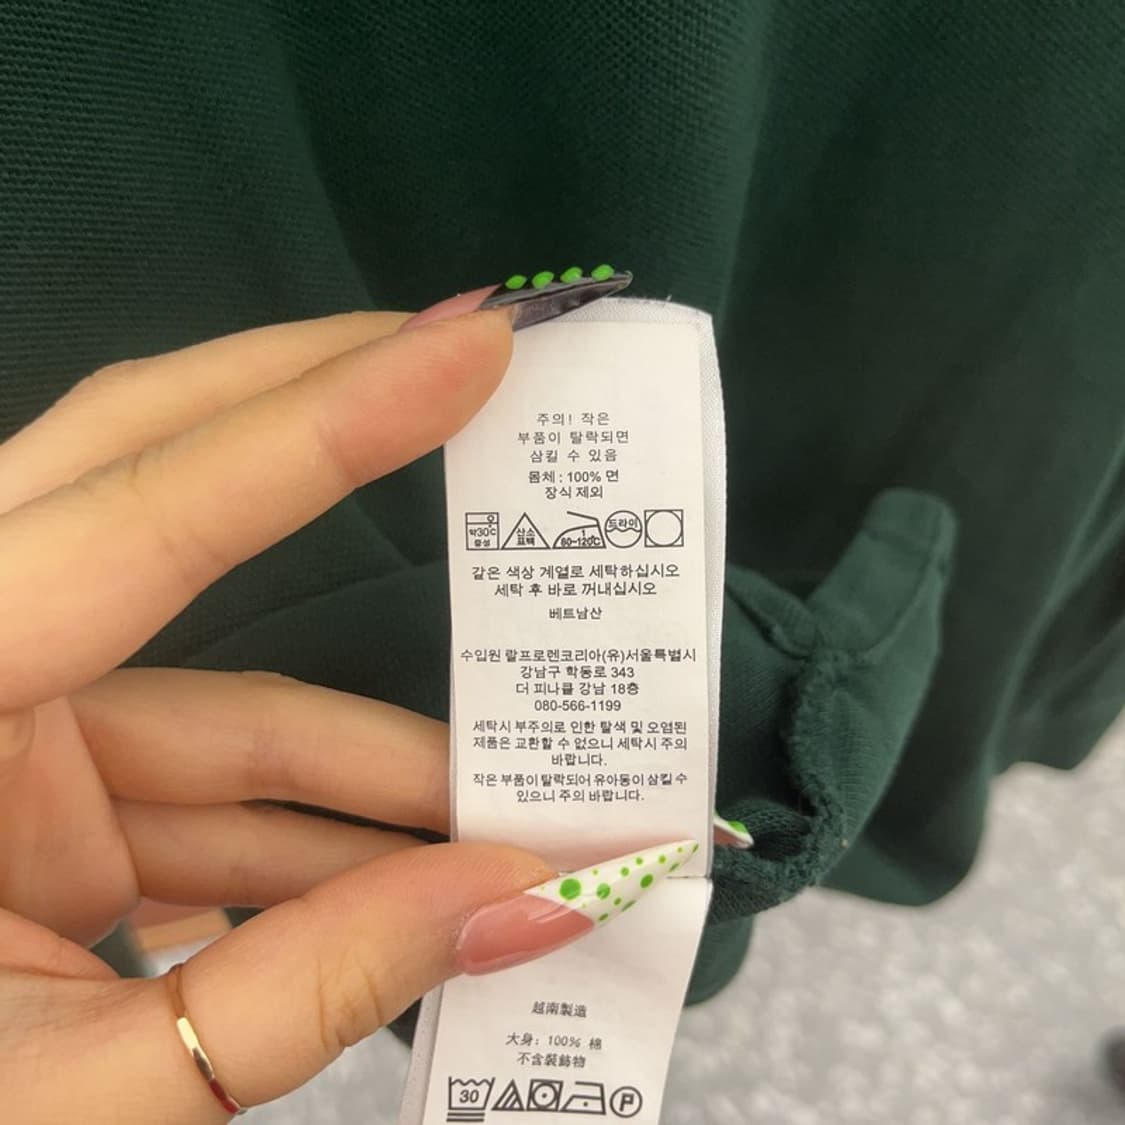 주의! 작은
부품이 탈락되면
삼킬 수 있음
몸체 : 100% 면
장식 제외
약30℃
중성
산소
표백
1
80~120℃
드라이
같은 색상 계열로 세탁하십시오
세탁 후 바로 꺼내십시오
베트남산
수입원 랄프로렌코리아(유)서울특별시
강남구 학동로 343
더 피나클 강남 18층
080-566-1199
세탁시 부주의로 인한 탈색 및 오염된
제품은 교환할 수 없으니 세탁시 주의
바랍니다.
작은 부품이 탈락되어 유아동이 삼킬 수
있으니 주의 바랍니다.
越南製造
大身: 100% 棉
不含裝飾物
30
P